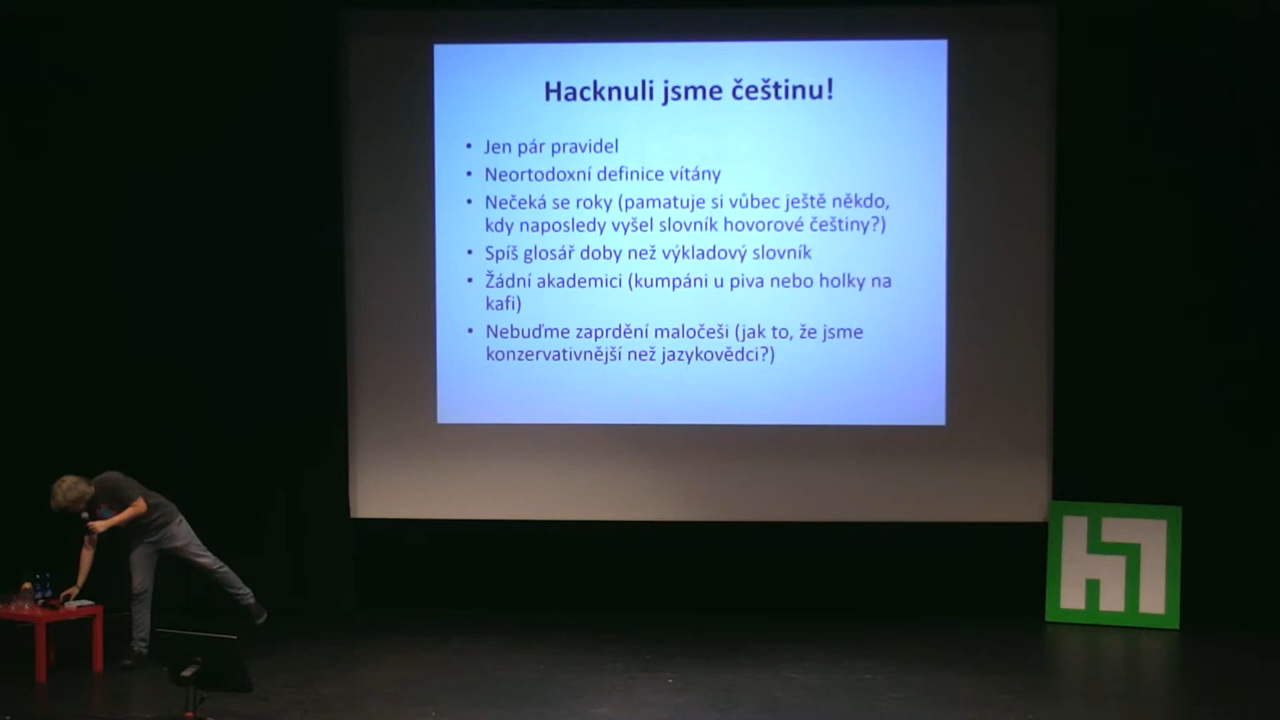 Hacknuli jsme češtinu!
• Jen pár pravidel
• Neortodoxní definice vítány
• Nečeká se roky (pamatuje si vůbec ještě někdo,
kdy naposledy vyšel slovník hovorové češtiny?)
• Spíš glosář doby než výkladový slovník
• Žádní akademici (kumpáni u piva nebo holky na
kafi)
• Nebuďme zaprdění maločeši (jak to, že jsme
konzervativnější než jazykovědci?)